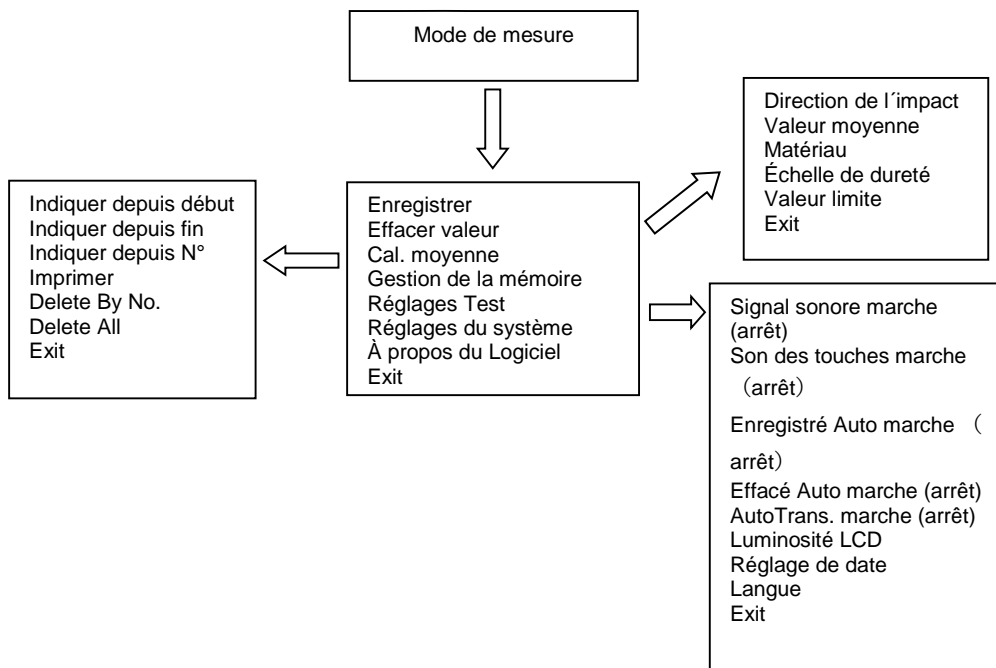 Mode de mesure
Direction de l´impact
Valeur moyenne
Matériau
Échelle de dureté
Valeur limite
Exit
Indiquer depuis début
Indiquer depuis fin
Indiquer depuis N°
Imprimer
Delete By No.
Delete All
Exit
Enregistrer
Effacer valeur
Cal. moyenne
Gestion de la mémoire
Réglages Test
Réglages du système
À propos du Logiciel
Exit
Signal sonore marche
(arrêt)
Son des touches marche
（arrêt）
Enregistré Auto marche （
arrêt）
Effacé Auto marche (arrêt)
AutoTrans. marche (arrêt)
Luminosité LCD
Réglage de date
Langue
Exit